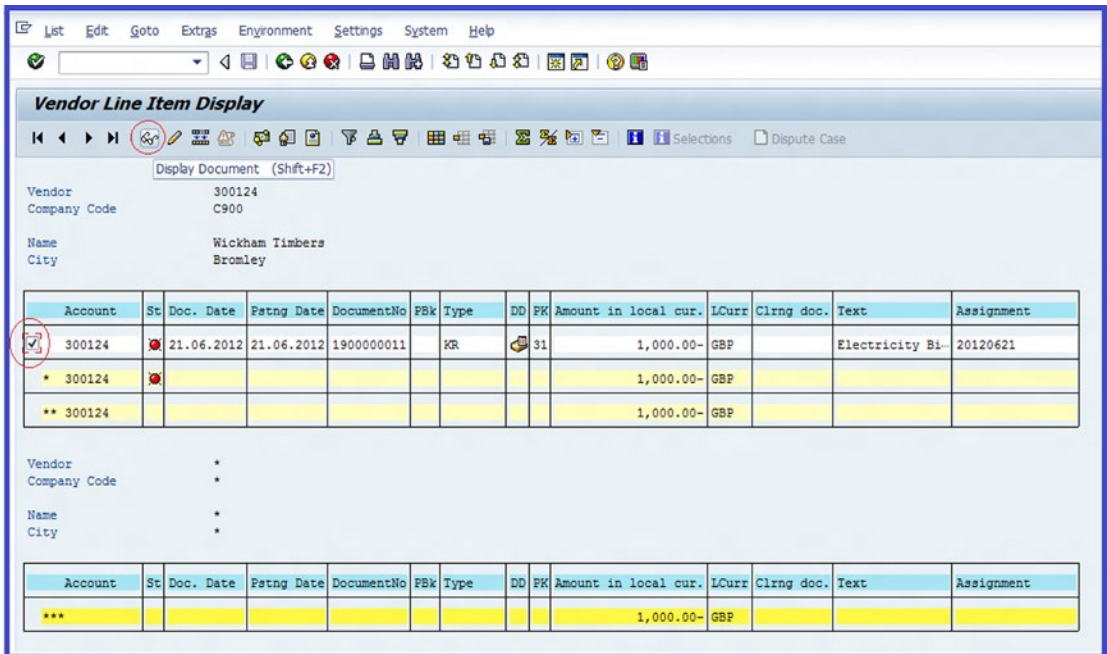 List Edit Goto Extras Environment Settings System Help
Vendor Line Item Display
Selections Dispute Case
Display Document (Shift+F2)
Vendor 300124
Company Code C900
Name Wickham Timbers
City Bromley
Account St Doc. Date Pstng Date DocumentNo PBk Type DD PK Amount in local cur. LCurr Clrng doc. Text Assignment
300124 21.06.2012 21.06.2012 1900000011 KR 31 1,000.00- GBP Electricity Bi… 20120621
* 300124 1,000.00- GBP
** 300124 1,000.00- GBP
Vendor *
Company Code *
Name *
City *
Account St Doc. Date Pstng Date DocumentNo PBk Type DD PK Amount in local cur. LCurr Clrng doc. Text Assignment
*** 1,000.00- GBP